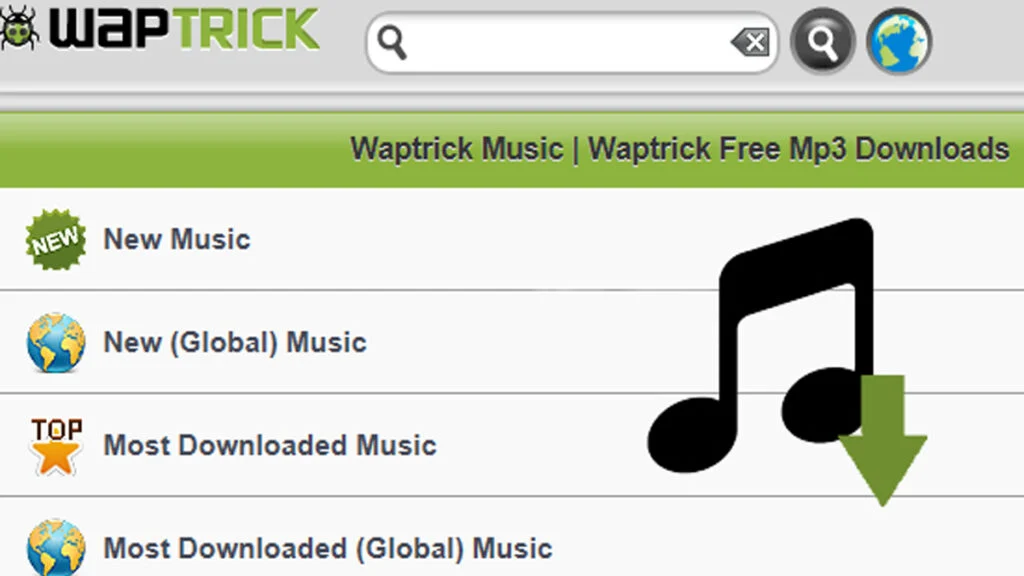 WAPTRICK
Waptrick Music | Waptrick Free Mp3 Downloads
NEW New Music
New (Global) Music
TOP Most Downloaded Music
Most Downloaded (Global) Music